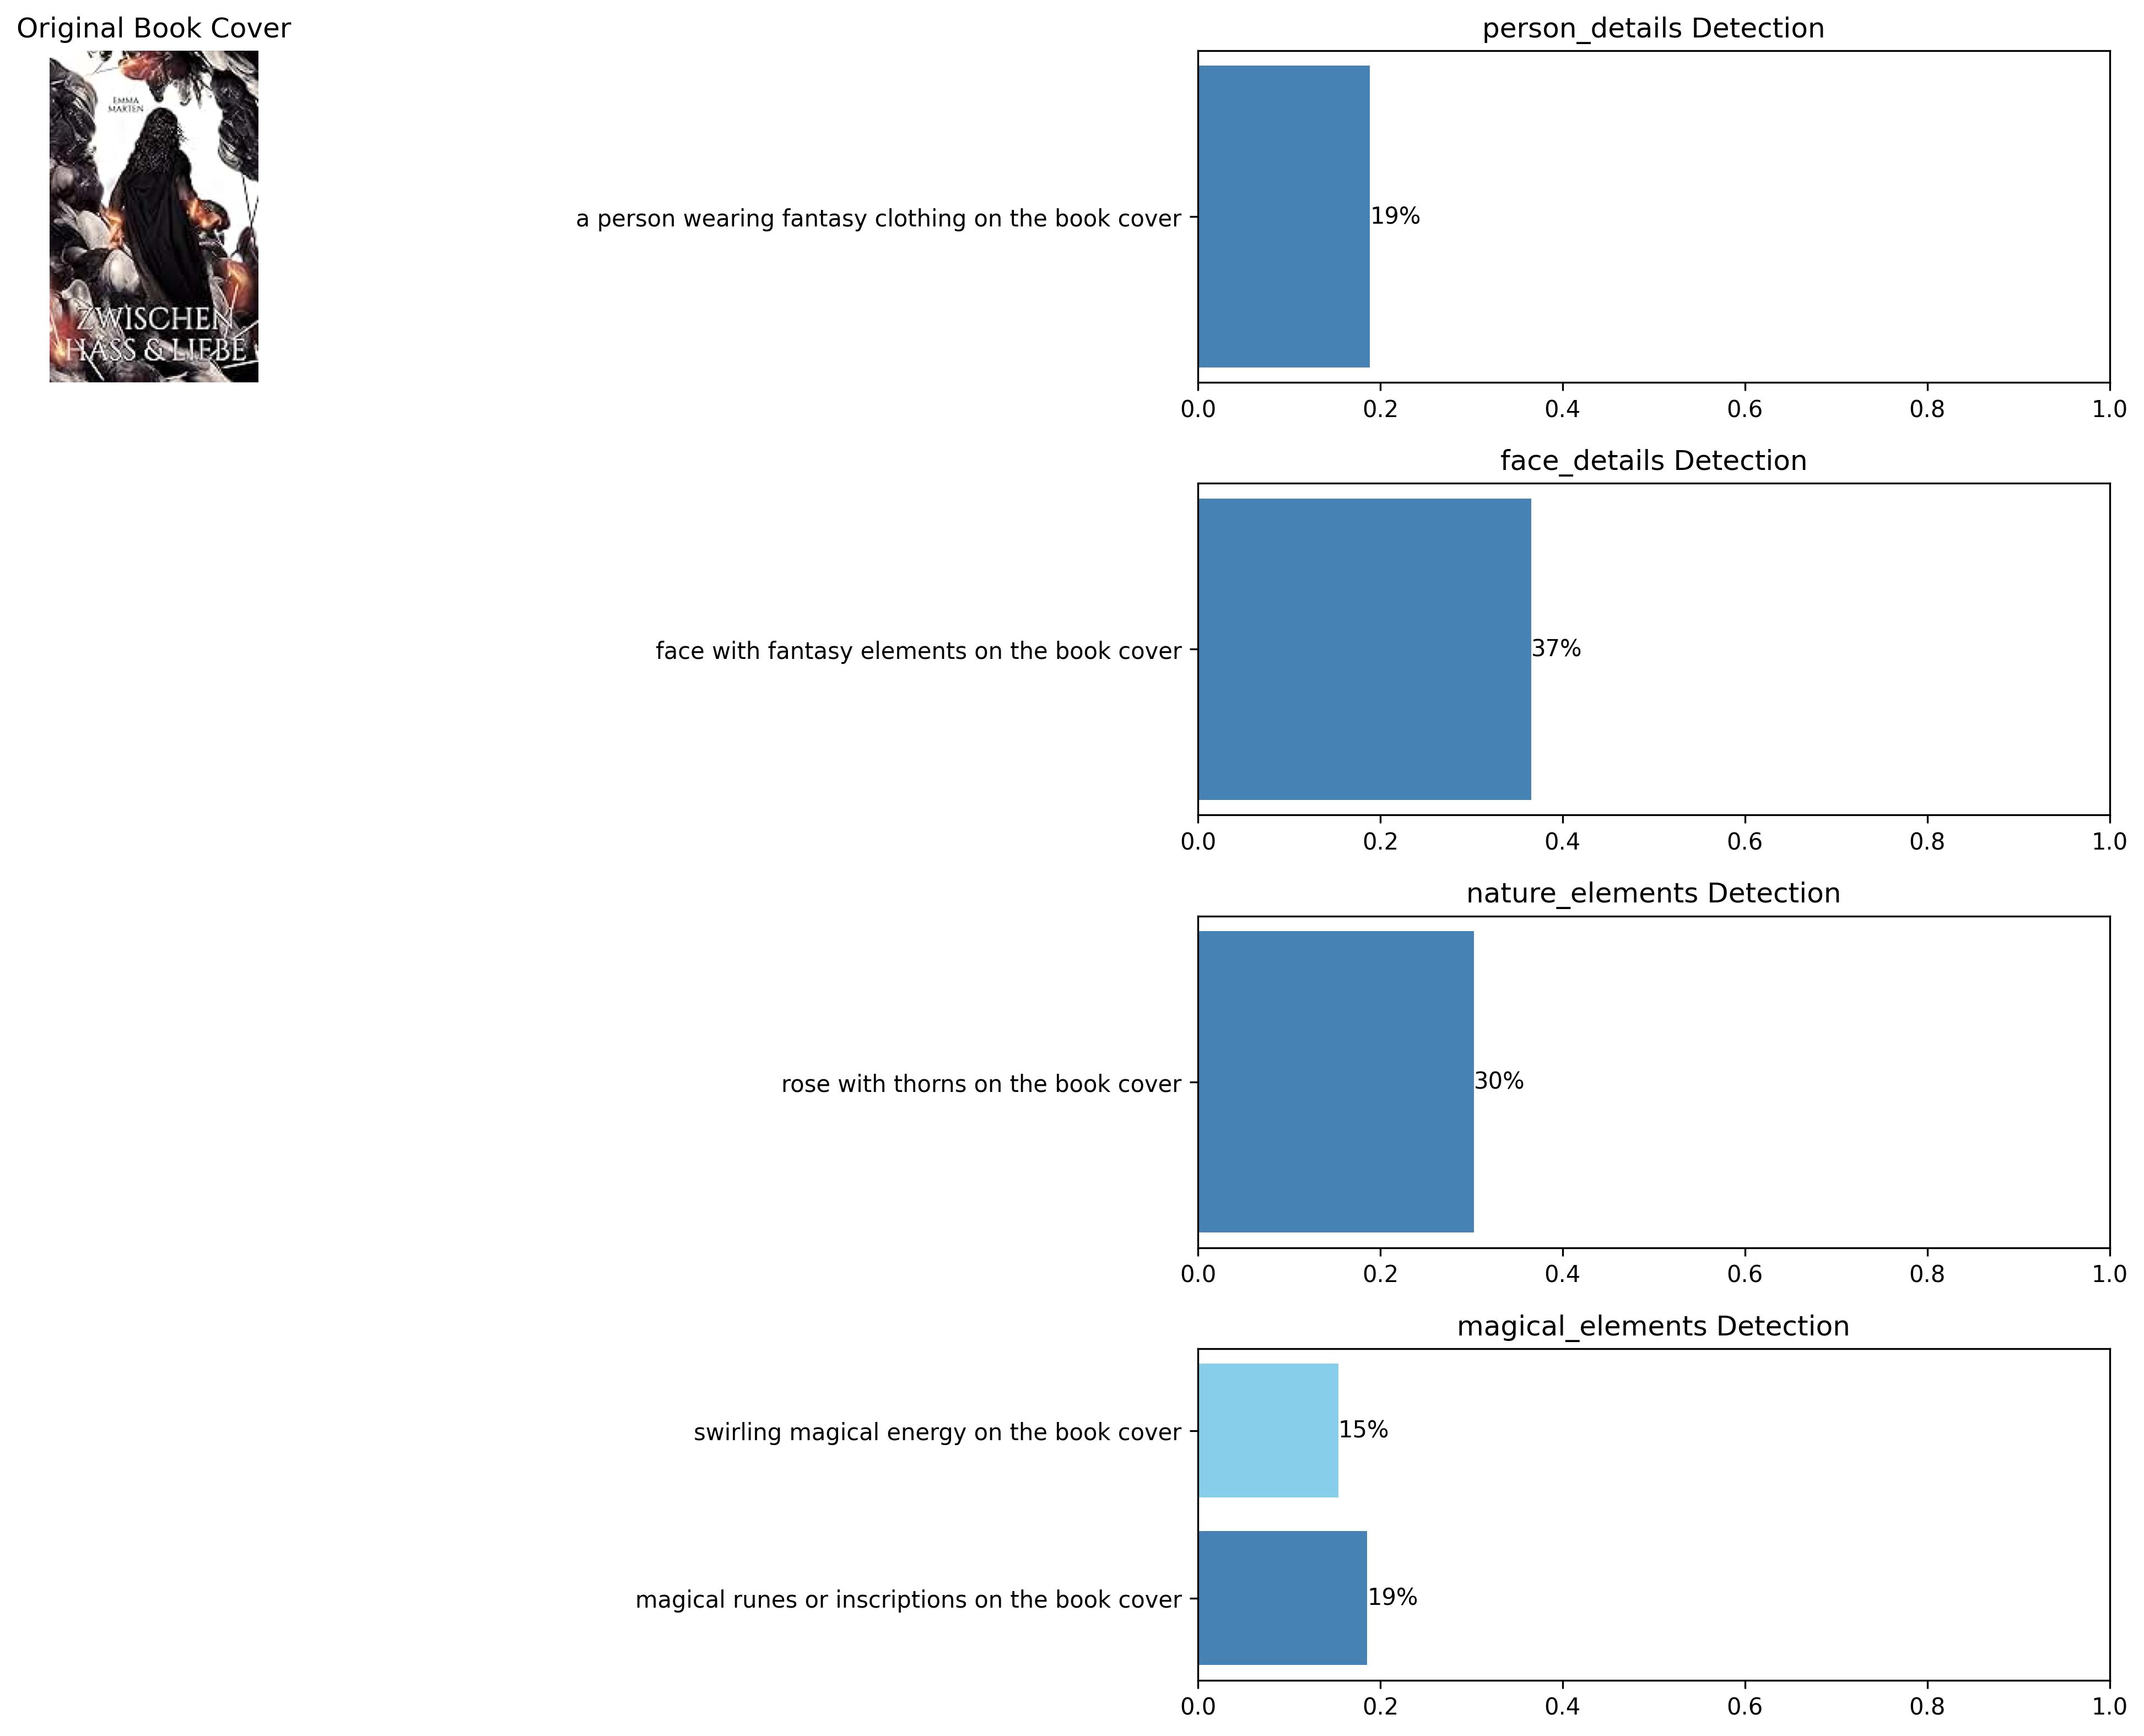 Original Book Cover
EMMA
MARTEN
ZWISCHEN
HASS & LIEBE
person_details Detection
a person wearing fantasy clothing on the book cover
19%
0.0 0.2 0.4 0.6 0.8 1.0
face_details Detection
face with fantasy elements on the book cover
37%
0.0 0.2 0.4 0.6 0.8 1.0
nature_elements Detection
rose with thorns on the book cover
30%
0.0 0.2 0.4 0.6 0.8 1.0
magical_elements Detection
swirling magical energy on the book cover
15%
magical runes or inscriptions on the book cover
19%
0.0 0.2 0.4 0.6 0.8 1.0